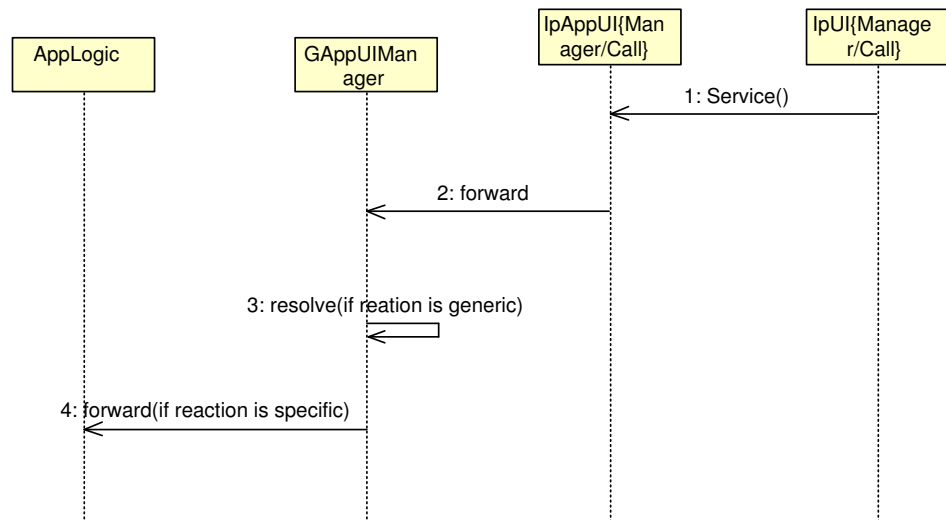 IpAppUI{Man
ager/Call}
IpUI{Manage
r/Call}
AppLogic
GAppUIMan
ager
1: Service()
2: forward
3: resolve(if reation is generic)
4: forward(if reaction is specific)